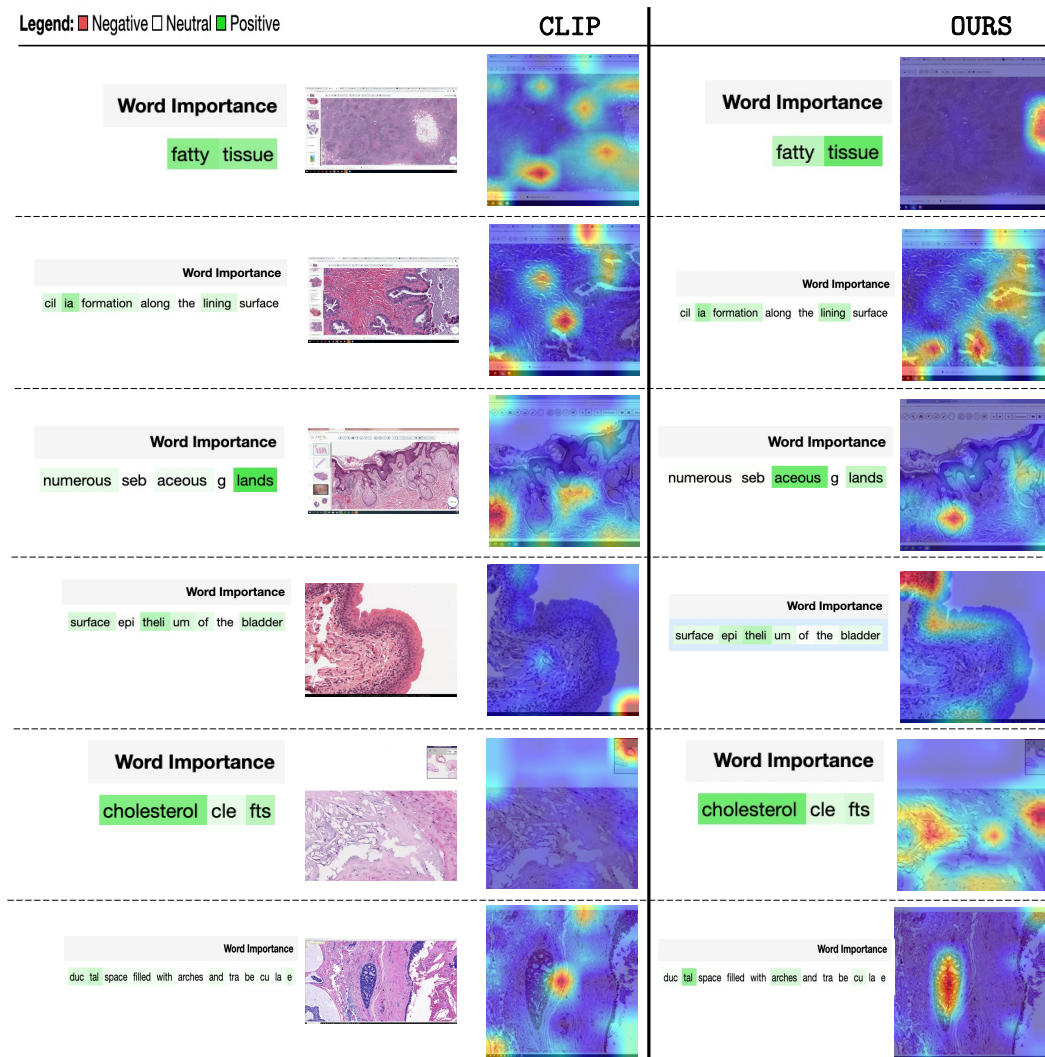 Legend: Negative Neutral Positive
CLIP
OURS
Word Importance
fatty tissue
Word Importance
fatty tissue
Word Importance
cil ia formation along the lining surface
Word Importance
cil ia formation along the lining surface
Word Importance
numerous seb aceous g lands
Word Importance
numerous seb aceous g lands
Word Importance
surface epi theli um of the bladder
Word Importance
surface epi theli um of the bladder
Word Importance
cholesterol cle fts
Word Importance
cholesterol cle fts
Word Importance
duc tal space filled with arches and tra be cu la e
Word Importance
duc tal space filled with arches and tra be cu la e